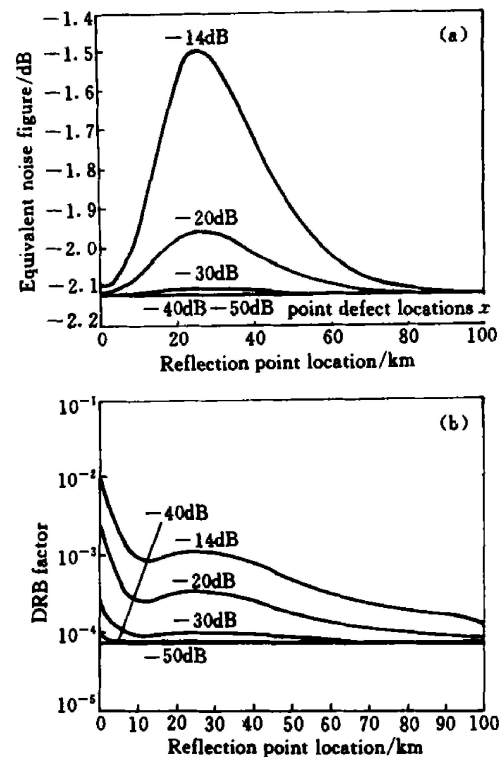 −1.4
(a)
−14dB
−1.5
−1.6
−1.7
−1.8
−1.9
−20dB
−2.0
−30dB
−2.1
−40dB −50dB point defect locations x
−2.2
0 20 40 60 80 100
Equivalent noise figure/dB
Reflection point location/km
10⁻¹
(b)
10⁻²
−40dB
10⁻³
−14dB
−20dB
10⁻⁴
−30dB
−50dB
10⁻⁵
0 10 20 30 40 50 60 70 80 90 100
DRB factor
Reflection point location/km